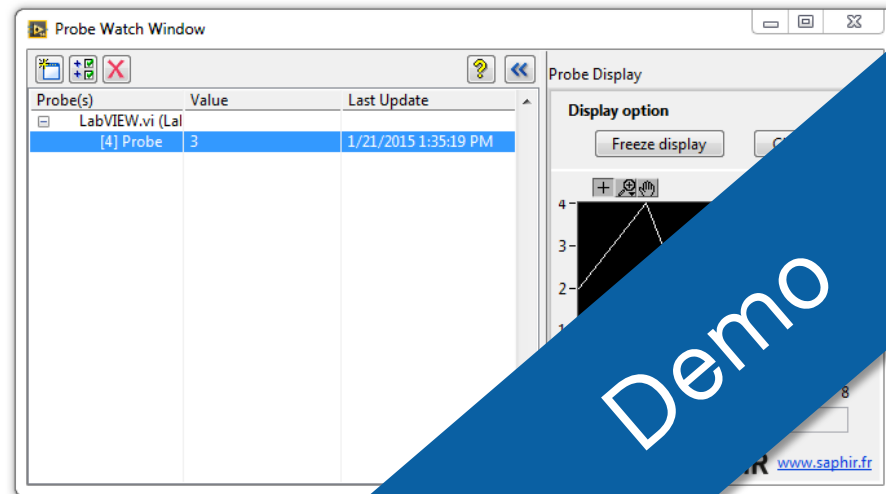 Probe Watch Window
Probe(s) Value Last Update
LabVIEW.vi (Lal
[4] Probe 3 1/21/2015 1:35:19 PM
Probe Display
Display option
Freeze display
4
3
2
8
www.saphir.fr
Demo